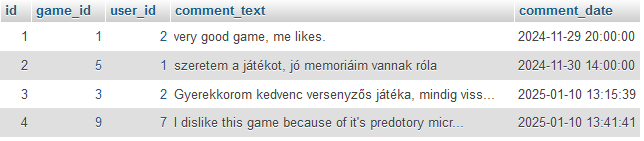 id game_id user_id comment_text comment_date
1 1 2 very good game, me likes. 2024-11-29 20:00:00
2 5 1 szeretem a játékot, jó memoriáim vannak róla 2024-11-30 14:00:00
3 3 2 Gyerekkorom kedvenc versenyzős játéka, mindig viss... 2025-01-10 13:15:39
4 9 7 I dislike this game because of it's predotory micr... 2025-01-10 13:41:41